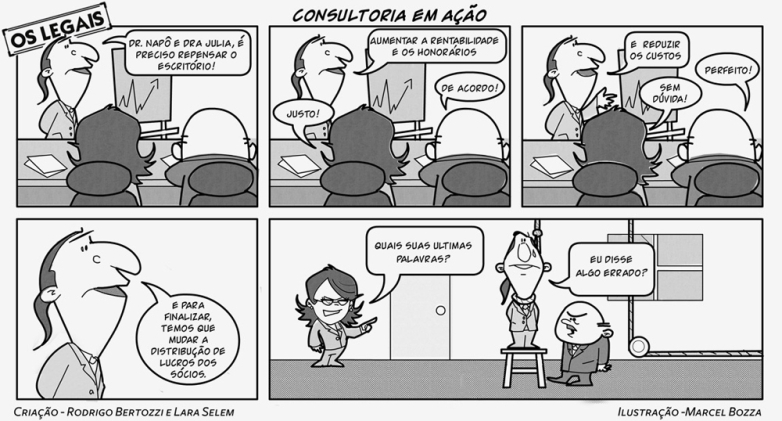 OS LEGAIS
CONSULTORIA EM AÇÃO
DR. NAPÔ E DRA JULIA, É
PRECISO REPENSAR O
ESCRITÓRIO!
AUMENTAR A RENTABILIDADE
E OS HONORÁRIOS
JUSTO!
DE ACORDO!
E REDUZIR
OS CUSTOS
SEM
DÚVIDA!
PERFEITO!
E PARA
FINALIZAR,
TEMOS QUE
MUDAR A
DISTRIBUÇÃO DE
LUCROS DOS
SÓCIOS.
QUAIS SUAS ULTIMAS
PALAVRAS?
EU DISSE
ALGO ERRADO?
CRIAÇÃO - RODRIGO BERTOZZI E LARA SELEM
ILUSTRAÇÃO -MARCEL BOZZA